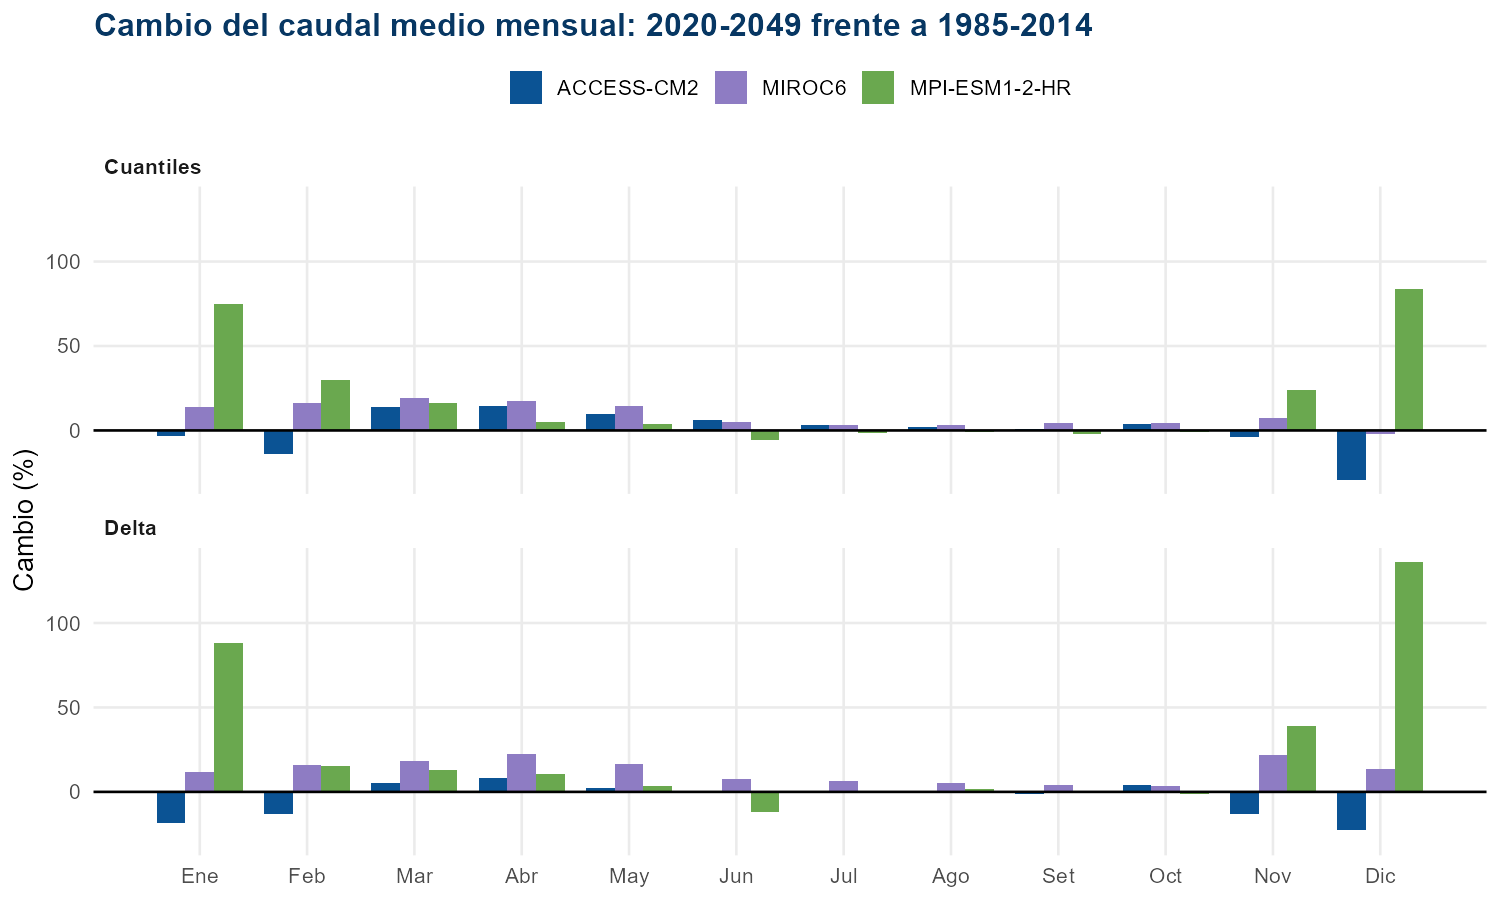 Cambio del caudal medio mensual: 2020-2049 frente a 1985-2014
ACCESS-CM2 MIROC6 MPI-ESM1-2-HR
Cuantiles
100
50
0
Cambio (%)
Delta
100
50
0
Ene Feb Mar Abr May Jun Jul Ago Set Oct Nov Dic